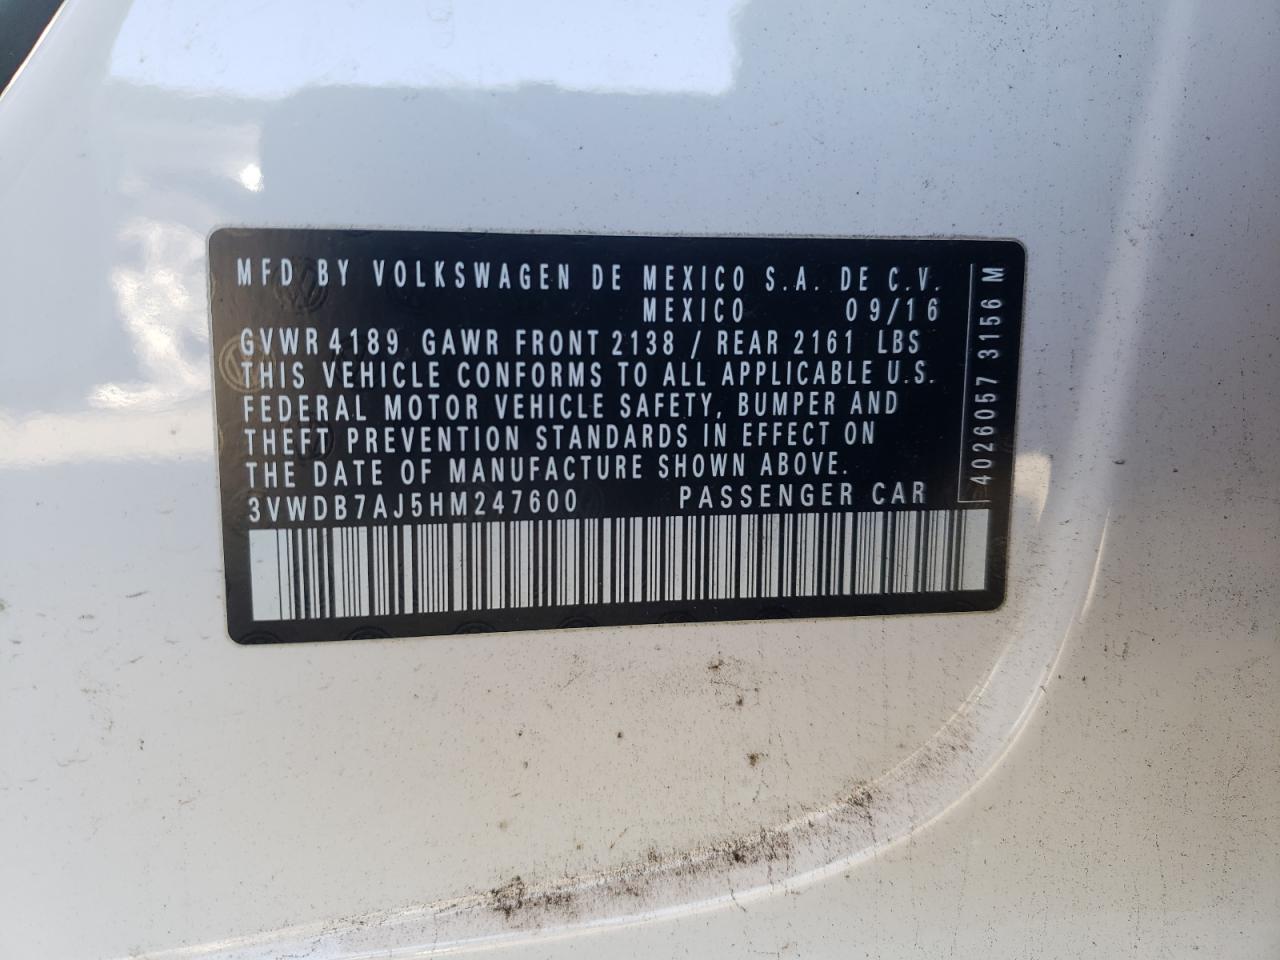 MFD BY VOLKSWAGEN DE MEXICO S.A. DE C.V.
MEXICO 09/16
GVWR 4189 GAWR FRONT 2138 / REAR 2161 LBS
THIS VEHICLE CONFORMS TO ALL APPLICABLE U.S.
FEDERAL MOTOR VEHICLE SAFETY, BUMPER AND
THEFT PREVENTION STANDARDS IN EFFECT ON
THE DATE OF MANUFACTURE SHOWN ABOVE.
3VWDB7AJ5HM247600 PASSENGER CAR
4026057 3156 M